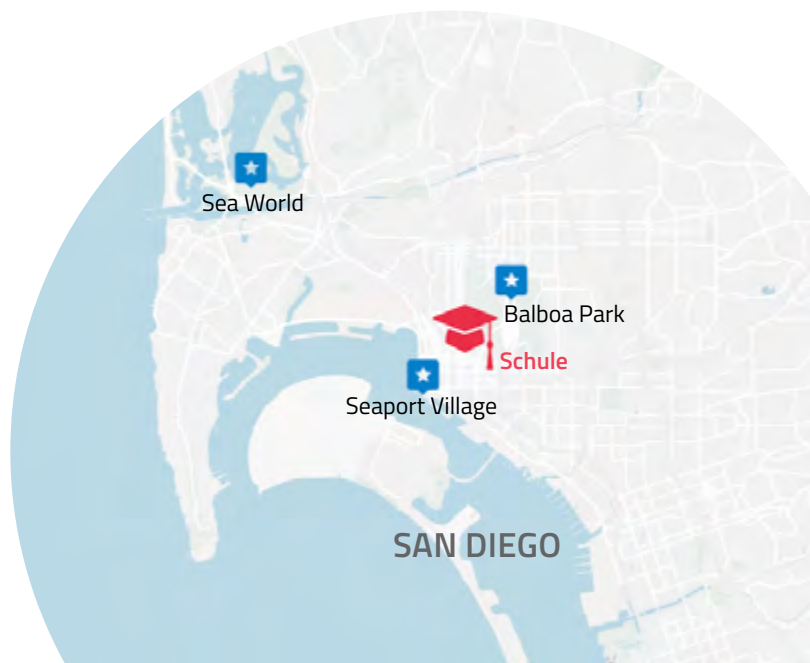 Sea World
Balboa Park
Schule
Seaport Village
SAN DIEGO